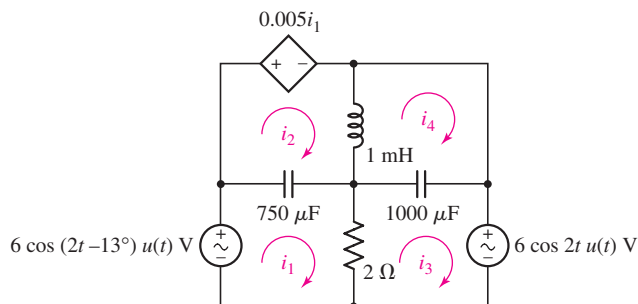 0.005i₁
+ −
i₂
i₄
1 mH
750 μF
1000 μF
6 cos (2t –13°) u(t) V
+
−
i₁
2 Ω
i₃
+
−
6 cos 2t u(t) V